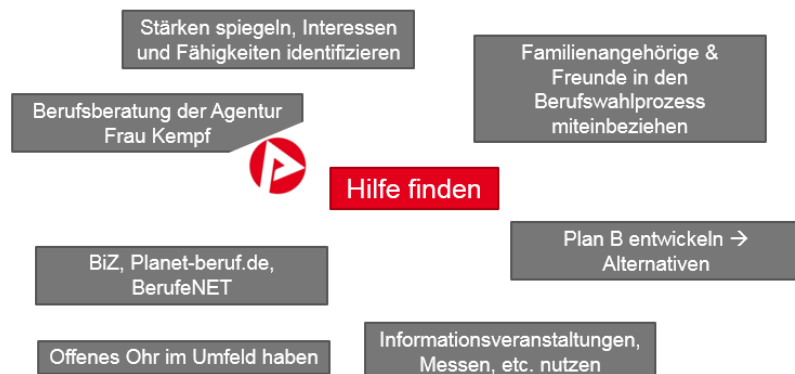 Stärken spiegeln, Interessen
und Fähigkeiten identifizieren
Familienangehörige &
Freunde in den
Berufswahlprozess
miteinbeziehen
Berufsberatung der Agentur
Frau Kempf
Hilfe finden
Plan B entwickeln →
Alternativen
BiZ, Planet-beruf.de,
BerufeNET
Informationsveranstaltungen,
Messen, etc. nutzen
Offenes Ohr im Umfeld haben